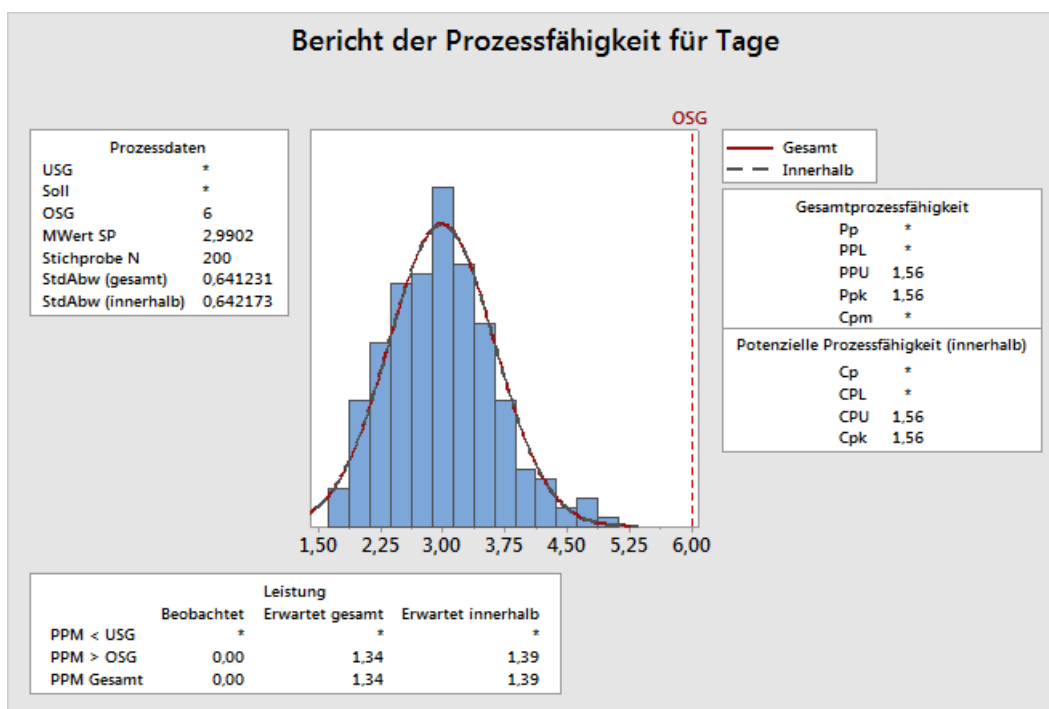 Bericht der Prozessfähigkeit für Tage
OSG
Prozessdaten
USG *
Soll *
OSG 6
MWert SP 2,9902
Stichprobe N 200
StdAbw (gesamt) 0,641231
StdAbw (innerhalb) 0,642173
Gesamt
Innerhalb
Gesamtprozessfähigkeit
Pp *
PPL *
PPU 1,56
Ppk 1,56
Cpm *
Potenzielle Prozessfähigkeit (innerhalb)
Cp *
CPL *
CPU 1,56
Cpk 1,56
1,50 2,25 3,00 3,75 4,50 5,25 6,00
Leistung
Beobachtet Erwartet gesamt Erwartet innerhalb
PPM < USG * * *
PPM > OSG 0,00 1,34 1,39
PPM Gesamt 0,00 1,34 1,39